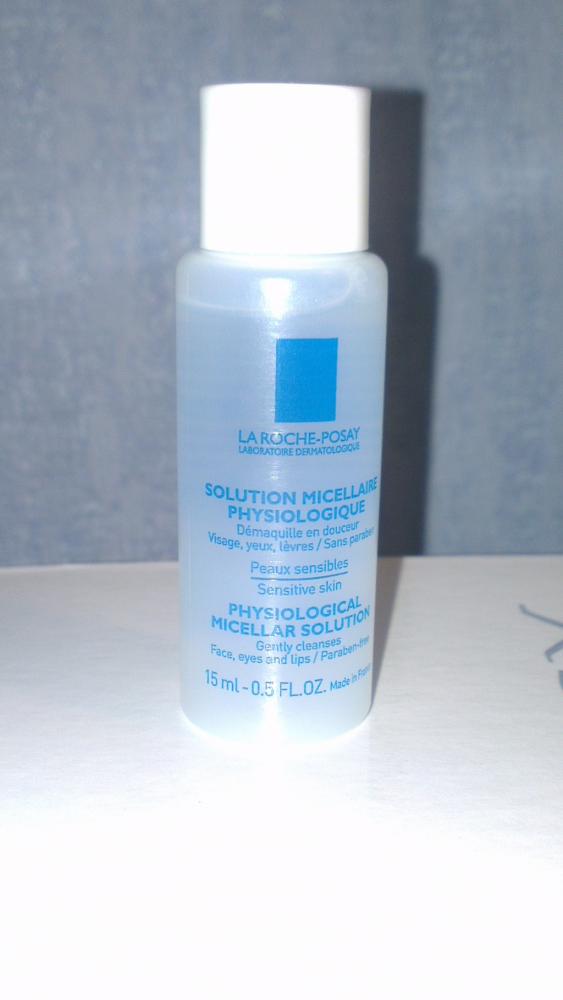 LA ROCHE-POSAY
LABORATOIRE DERMATOLOGIQUE
SOLUTION MICELLAIRE
PHYSIOLOGIQUE
Démaquille en douceur
Visage, yeux, lèvres / Sans paraben
Peaux sensibles
Sensitive skin
PHYSIOLOGICAL
MICELLAR SOLUTION
Gently cleanses
Face, eyes and lips / Paraben-free
15 ml - 0.5 FL.OZ. Made in France